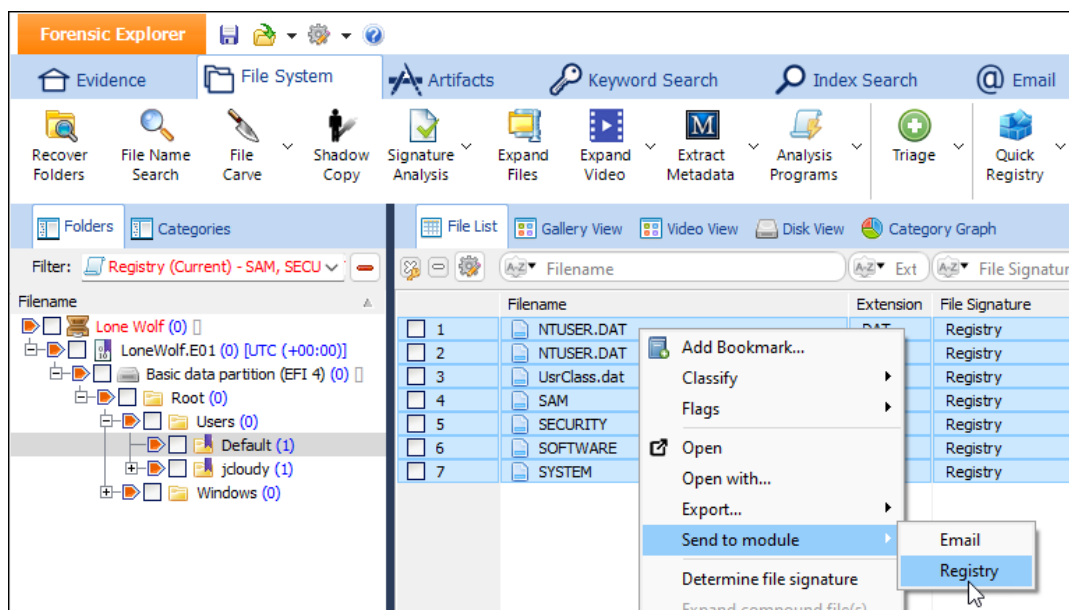 Forensic Explorer
Evidence File System Artifacts Keyword Search Index Search Email
Recover Folders File Name Search File Carve Shadow Copy Signature Analysis Expand Files Expand Video Extract Metadata Analysis Programs Triage Quick Registry
Folders Categories
File List Gallery View Video View Disk View Category Graph
Filter: Registry (Current) - SAM, SECU
Filename Ext File Signatur
Filename
Filename Extension File Signature
Lone Wolf (0)
LoneWolf.E01 (0) [UTC (+00:00)]
Basic data partition (EFI 4) (0)
Root (0)
Users (0)
Default (1)
jcloudy (1)
Windows (0)
1 NTUSER.DAT DAT Registry
2 NTUSER.DAT Registry
3 UsrClass.dat Registry
4 SAM Registry
5 SECURITY Registry
6 SOFTWARE Registry
7 SYSTEM Registry
Add Bookmark...
Classify
Flags
Open
Open with...
Export...
Send to module
Determine file signature
Expand compound file(s)
Email
Registry